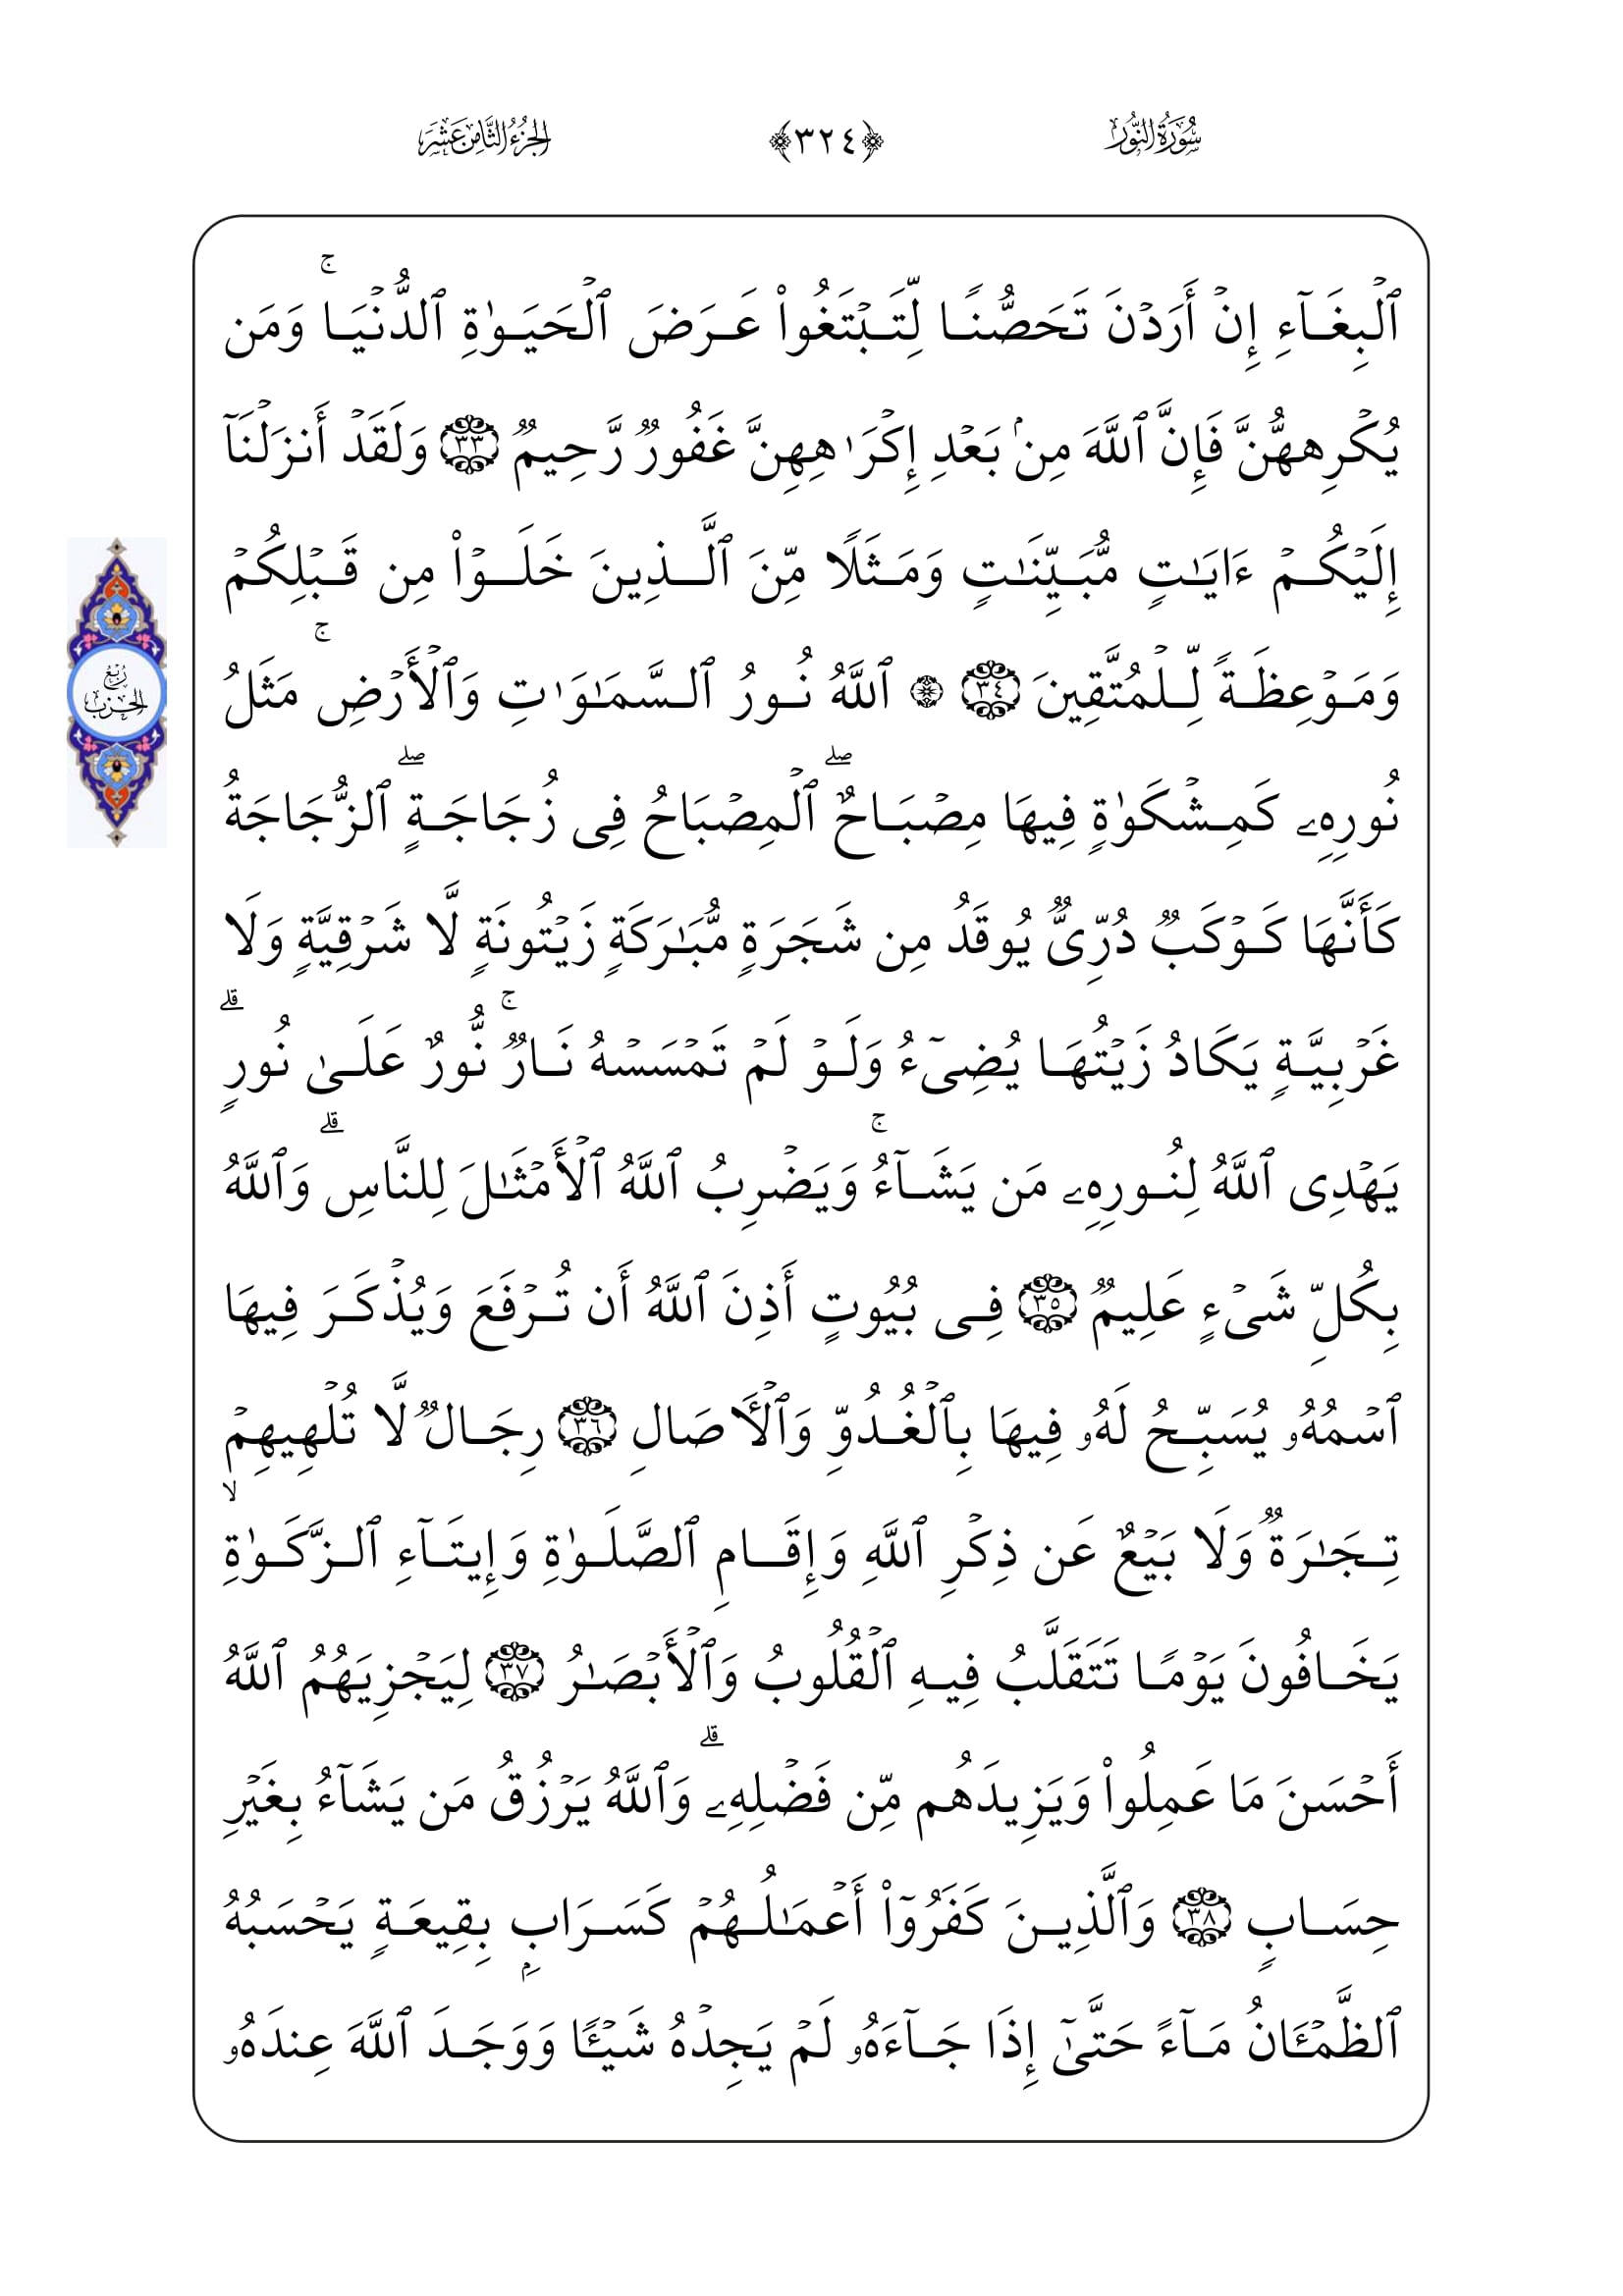 سُورَةُ النُّورِ
﴿٣٢٤﴾
الجُزْءُ الثَّامِنَ عَشَرَ
ٱلْبِغَآءِ إِنْ أَرَدْنَ تَحَصُّنًا لِّتَبْتَغُوا۟ عَرَضَ ٱلْحَيَوٰةِ ٱلدُّنْيَا ۚ وَمَن
يُكْرِههُّنَّ فَإِنَّ ٱللَّهَ مِنۢ بَعْدِ إِكْرَٰهِهِنَّ غَفُورٌ رَّحِيمٌ ٣٣ وَلَقَدْ أَنزَلْنَآ
إِلَيْكُمْ ءَايَـٰتٍ مُّبَيِّنَـٰتٍ وَمَثَلًا مِّنَ ٱلَّذِينَ خَلَوْا۟ مِن قَبْلِكُمْ
وَمَوْعِظَةً لِّلْمُتَّقِينَ ٣٤ ۞ ٱللَّهُ نُورُ ٱلسَّمَـٰوَٰتِ وَٱلْأَرْضِ ۚ مَثَلُ
رُبْعُ الحِزْبِ
نُورِهِۦ كَمِشْكَوٰةٍ فِيهَا مِصْبَاحٌ ۖ ٱلْمِصْبَاحُ فِى زُجَاجَةٍ ۖ ٱلزُّجَاجَةُ
كَأَنَّهَا كَوْكَبٌ دُرِّىٌّ يُوقَدُ مِن شَجَرَةٍ مُّبَـٰرَكَةٍ زَيْتُونَةٍ لَّا شَرْقِيَّةٍ وَلَا
غَرْبِيَّةٍ يَكَادُ زَيْتُهَا يُضِىٓءُ وَلَوْ لَمْ تَمْسَسْهُ نَارٌ ۚ نُّورٌ عَلَىٰ نُورٍ ۗ
يَهْدِى ٱللَّهُ لِنُورِهِۦ مَن يَشَآءُ ۚ وَيَضْرِبُ ٱللَّهُ ٱلْأَمْثَـٰلَ لِلنَّاسِ ۗ وَٱللَّهُ
بِكُلِّ شَىْءٍ عَلِيمٌ ٣٥ فِى بُيُوتٍ أَذِنَ ٱللَّهُ أَن تُرْفَعَ وَيُذْكَرَ فِيهَا
ٱسْمُهُۥ يُسَبِّحُ لَهُۥ فِيهَا بِٱلْغُدُوِّ وَٱلْـَٔاصَالِ ٣٦ رِجَالٌ لَّا تُلْهِيهِمْ
تِجَـٰرَةٌ وَلَا بَيْعٌ عَن ذِكْرِ ٱللَّهِ وَإِقَامِ ٱلصَّلَوٰةِ وَإِيتَآءِ ٱلزَّكَوٰةِ ۙ
يَخَافُونَ يَوْمًا تَتَقَلَّبُ فِيهِ ٱلْقُلُوبُ وَٱلْأَبْصَـٰرُ ٣٧ لِيَجْزِيَهُمُ ٱللَّهُ
أَحْسَنَ مَا عَمِلُوا۟ وَيَزِيدَهُم مِّن فَضْلِهِۦ ۗ وَٱللَّهُ يَرْزُقُ مَن يَشَآءُ بِغَيْرِ
حِسَابٍ ٣٨ وَٱلَّذِينَ كَفَرُوٓا۟ أَعْمَـٰلُهُمْ كَسَرَابٍۭ بِقِيعَةٍ يَحْسَبُهُ
ٱلظَّمْـَٔانُ مَآءً حَتَّىٰٓ إِذَا جَآءَهُۥ لَمْ يَجِدْهُ شَيْـًٔا وَوَجَدَ ٱللَّهَ عِندَهُۥ